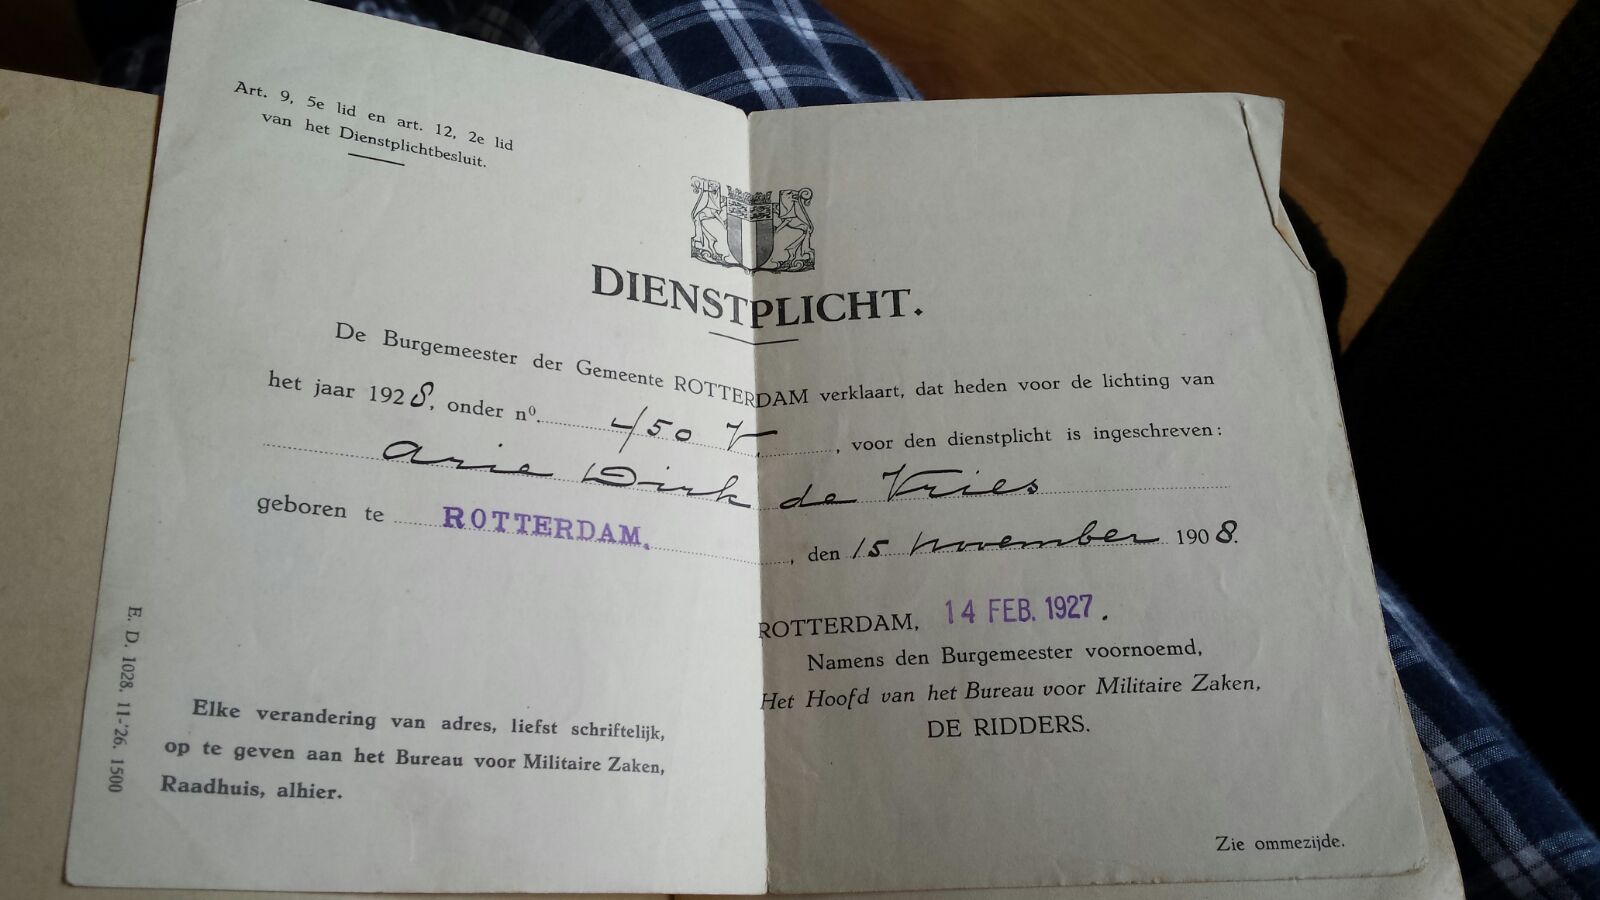 Art. 9, 5e lid en art. 12, 2e lid
van het Dienstplichtbesluit.
DIENSTPLICHT.
De Burgemeester der Gemeente ROTTERDAM verklaart, dat heden voor de lichting van
het jaar 1928, onder nº. 450 V, voor den dienstplicht is ingeschreven:
Arie Dirk de Vries
geboren te ROTTERDAM., den 15 November 1908.
ROTTERDAM, 14 FEB. 1927.
Namens den Burgemeester voornoemd,
Het Hoofd van het Bureau voor Militaire Zaken,
DE RIDDERS.
Elke verandering van adres, liefst schriftelijk,
op te geven aan het Bureau voor Militaire Zaken,
Raadhuis, alhier.
E. D. 1028. 11-'26. 1500
Zie ommezijde.